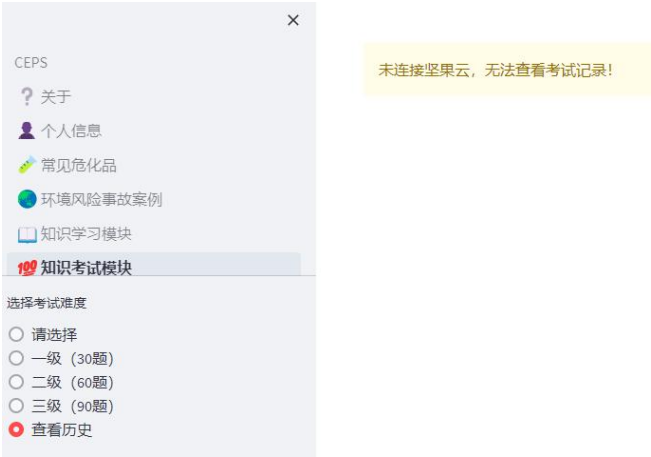 CEPS
关于
个人信息
常见危化品
环境风险事故案例
知识学习模块
知识考试模块
选择考试难度
请选择
一级（30题）
二级（60题）
三级（90题）
查看历史
未连接坚果云，无法查看考试记录！